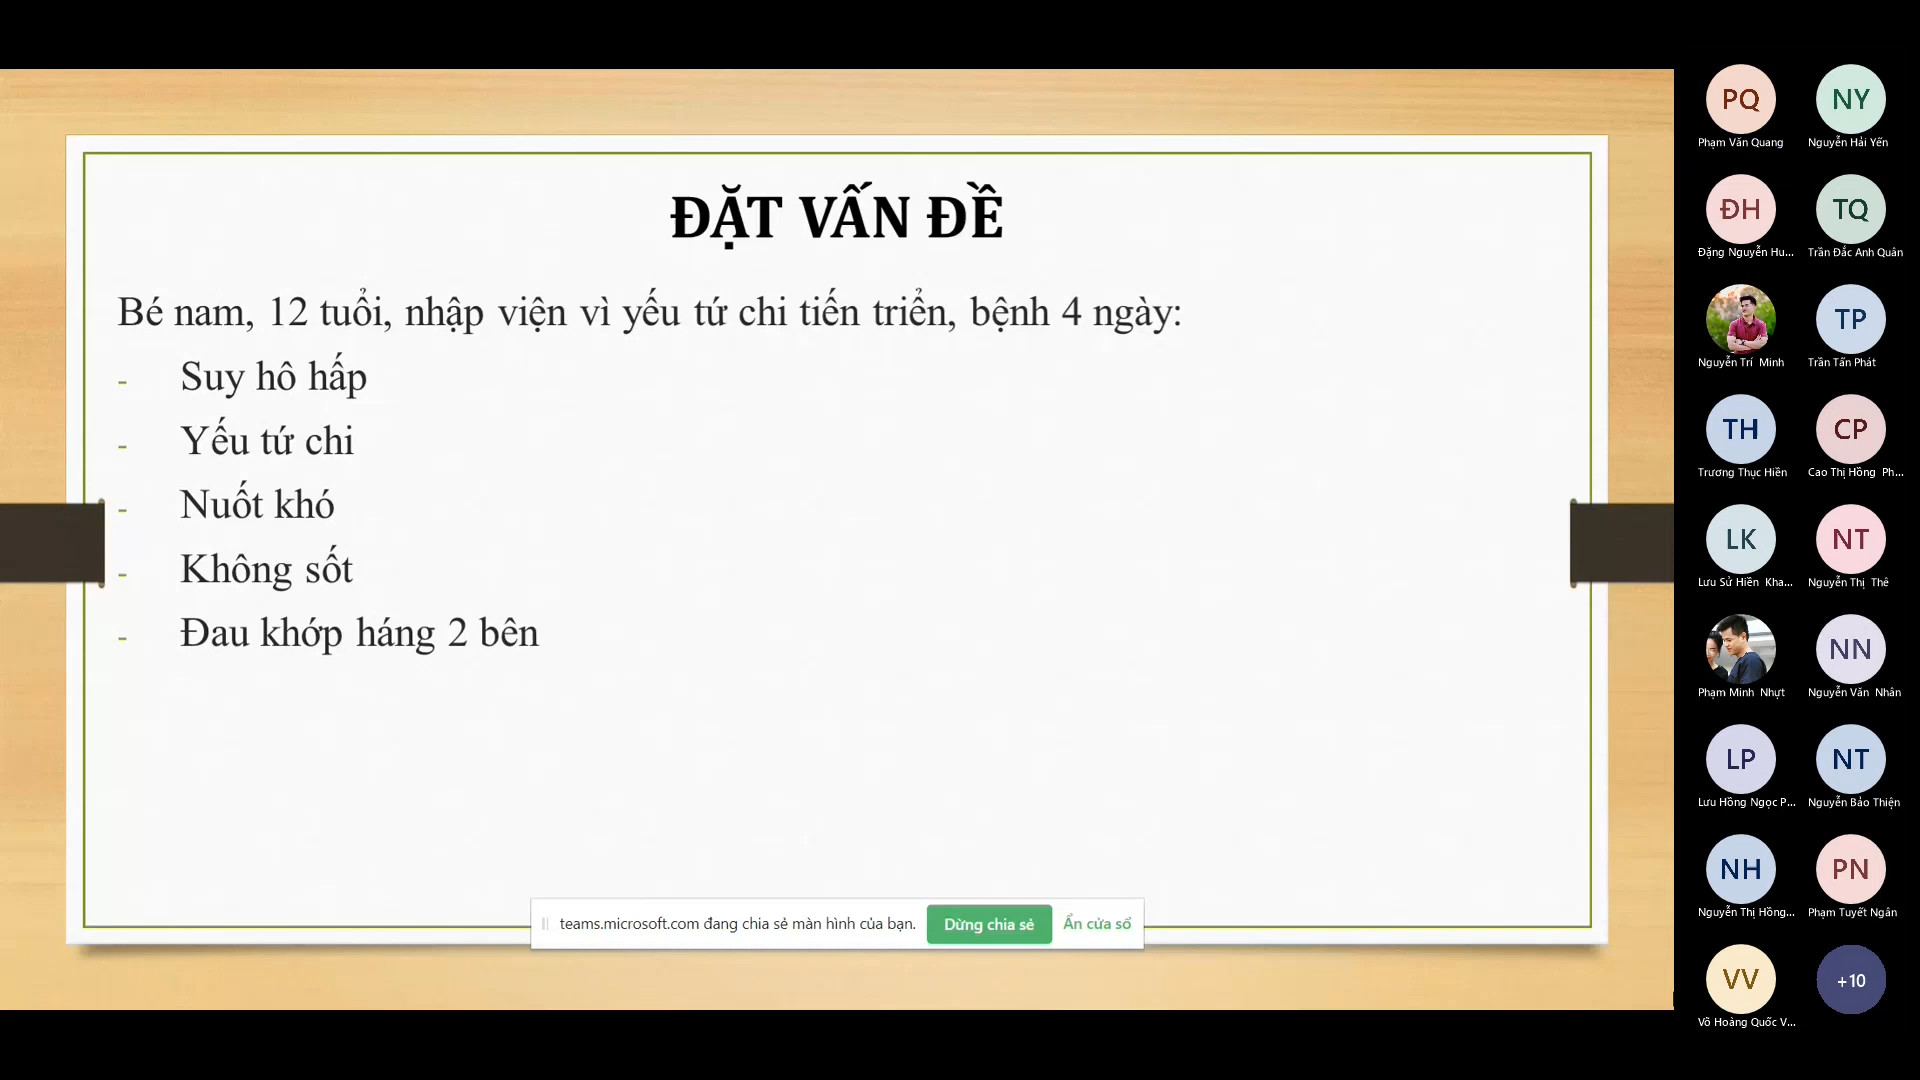 ĐẶT VẤN ĐỀ
Bé nam, 12 tuổi, nhập viện vì yếu tứ chi tiến triển, bệnh 4 ngày:
- Suy hô hấp
- Yếu tứ chi
- Nuốt khó
- Không sốt
- Đau khớp háng 2 bên
teams.microsoft.com đang chia sẻ màn hình của bạn. Dừng chia sẻ Ẩn cửa sổ
PQ NY
Phạm Văn Quang Nguyễn Hải Yến
ĐH TQ
Đặng Nguyễn Hu... Trần Đắc Anh Quân
TP
Nguyễn Trí Minh Trần Tấn Phát
TH CP
Trương Thục Hiền Cao Thị Hồng Ph...
LK NT
Lưu Sử Hiền Kha... Nguyễn Thị Thê
NN
Phạm Minh Nhựt Nguyễn Văn Nhân
LP NT
Lưu Hồng Ngọc P... Nguyễn Bảo Thiện
NH PN
Nguyễn Thị Hồng... Phạm Tuyết Ngân
VV +10
Võ Hoàng Quốc V...